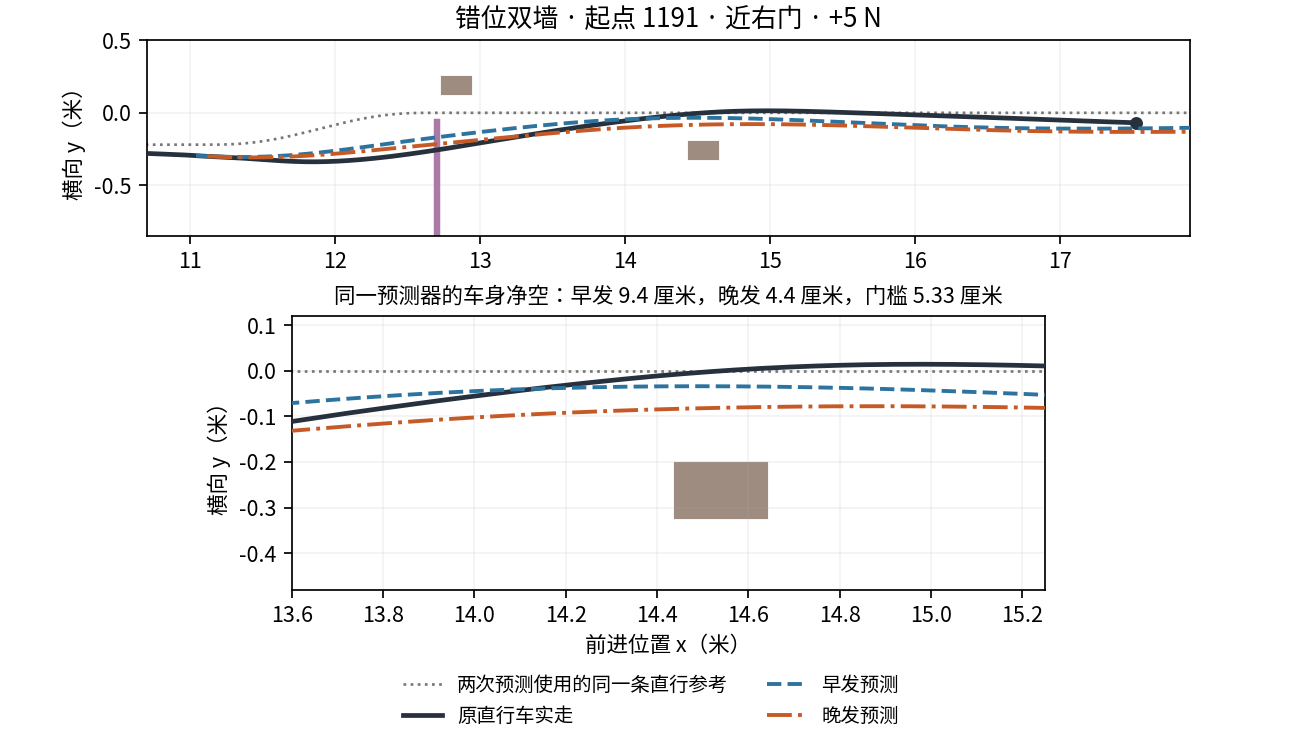 错位双墙 · 起点 1191 · 近右门 · +5 N
0.5
0.0
-0.5
横向 y（米）
11 12 13 14 15 16 17
同一预测器的车身净空：早发 9.4 厘米，晚发 4.4 厘米，门槛 5.33 厘米
0.1
0.0
-0.1
-0.2
-0.3
-0.4
横向 y（米）
13.6 13.8 14.0 14.2 14.4 14.6 14.8 15.0 15.2
前进位置 x（米）
两次预测使用的同一条直行参考
原直行车实走
早发预测
晚发预测